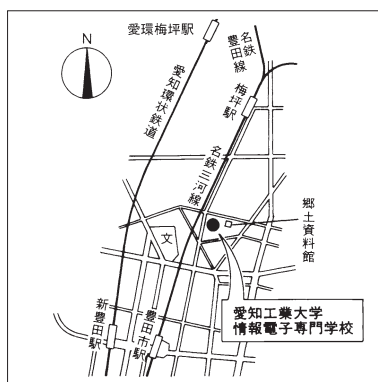 愛環梅坪駅
N
名鉄
豊田線
梅坪駅
愛知環状鉄道
名鉄三河線
郷土資料館
文
愛知工業大学
情報電子専門学校
新豊田駅
豊田市駅